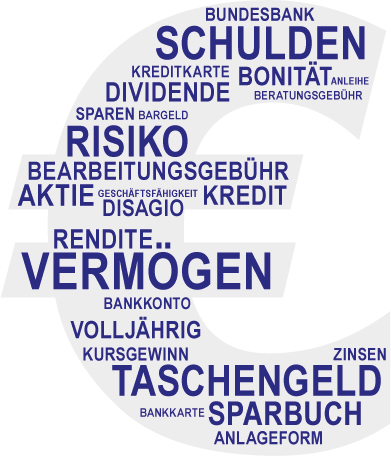 BUNDESBANK
SCHULDEN
KREDITKARTE BONITÄT ANLEIHE
DIVIDENDE BERATUNGSGEBÜHR
SPAREN BARGELD
RISIKO
BEARBEITUNGSGEBÜHR
AKTIE GESCHÄFTSFÄHIGKEIT KREDIT
DISAGIO
RENDITE
VERMÖGEN
BANKKONTO
VOLLJÄHRIG
KURSGEWINN ZINSEN
TASCHENGELD
BANKKARTE SPARBUCH
ANLAGEFORM